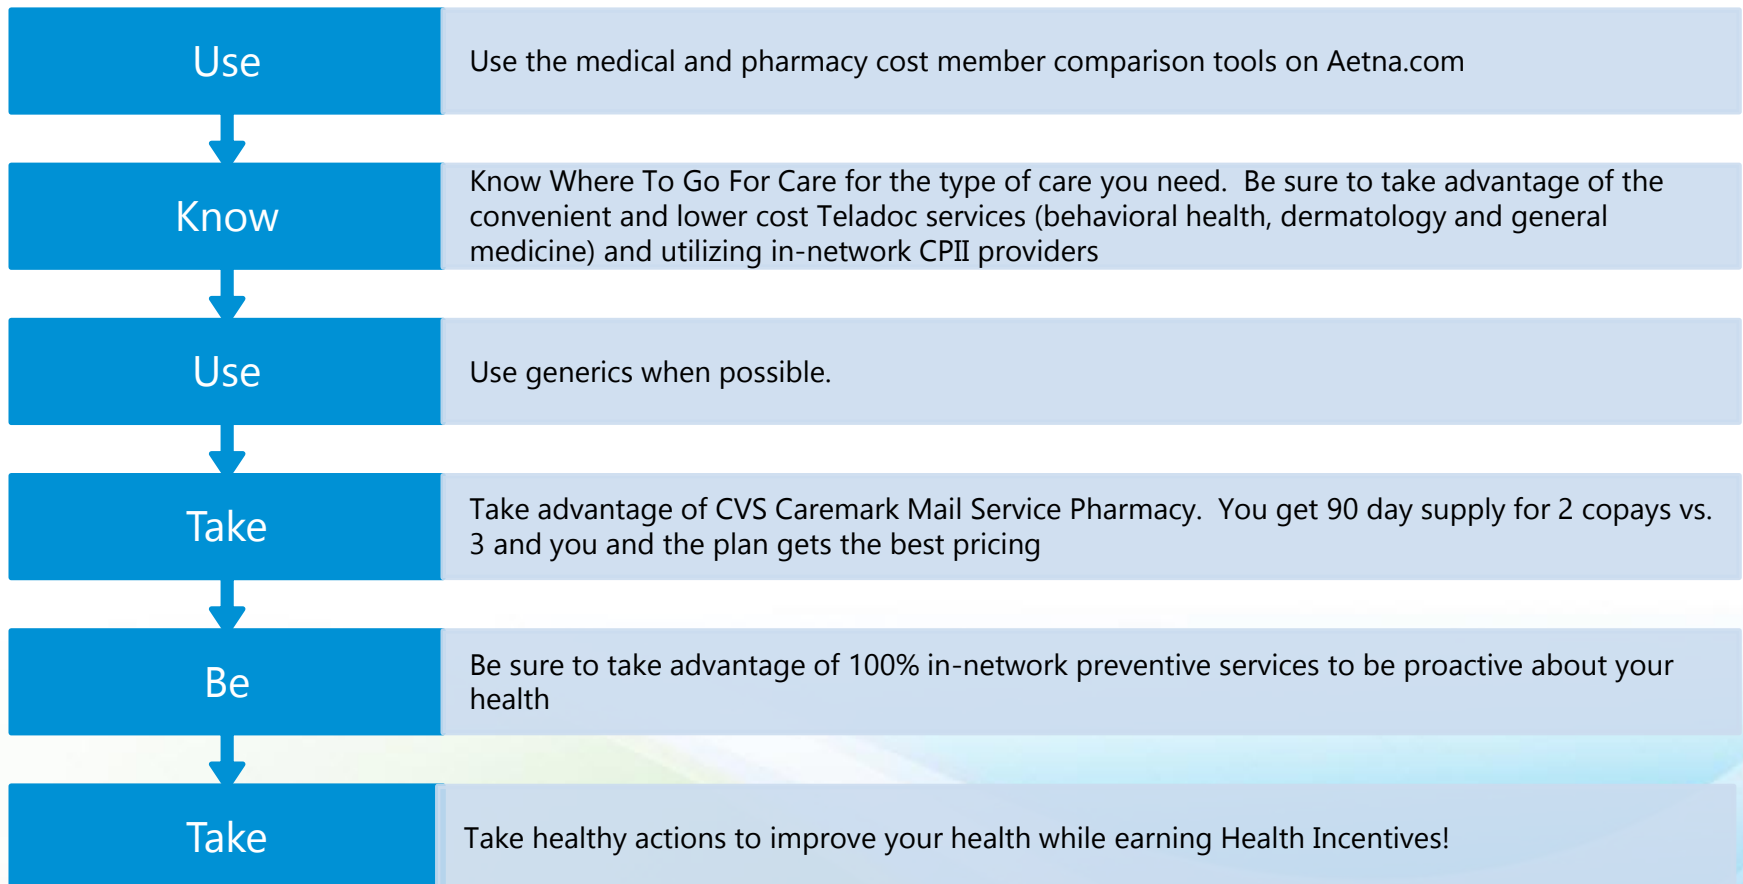 Use
Use the medical and pharmacy cost member comparison tools on Aetna.com
Know
Know Where To Go For Care for the type of care you need.  Be sure to take advantage of the
convenient and lower cost Teladoc services (behavioral health, dermatology and general
medicine) and utilizing in-network CPII providers
Use
Use generics when possible.
Take
Take advantage of CVS Caremark Mail Service Pharmacy.  You get 90 day supply for 2 copays vs.
3 and you and the plan gets the best pricing
Be
Be sure to take advantage of 100% in-network preventive services to be proactive about your
health
Take
Take healthy actions to improve your health while earning Health Incentives!